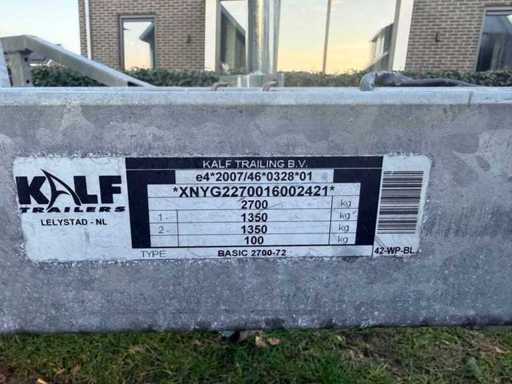 KALF
TRAILERS
LELYSTAD - NL
KALF TRAILING B.V.
e4*2007/46*0328*01
*XNYG2270016002421*
2700 kg
1 - 1350 kg
2 - 1350 kg
100 kg
TYPE BASIC 2700-72
42-WP-BL